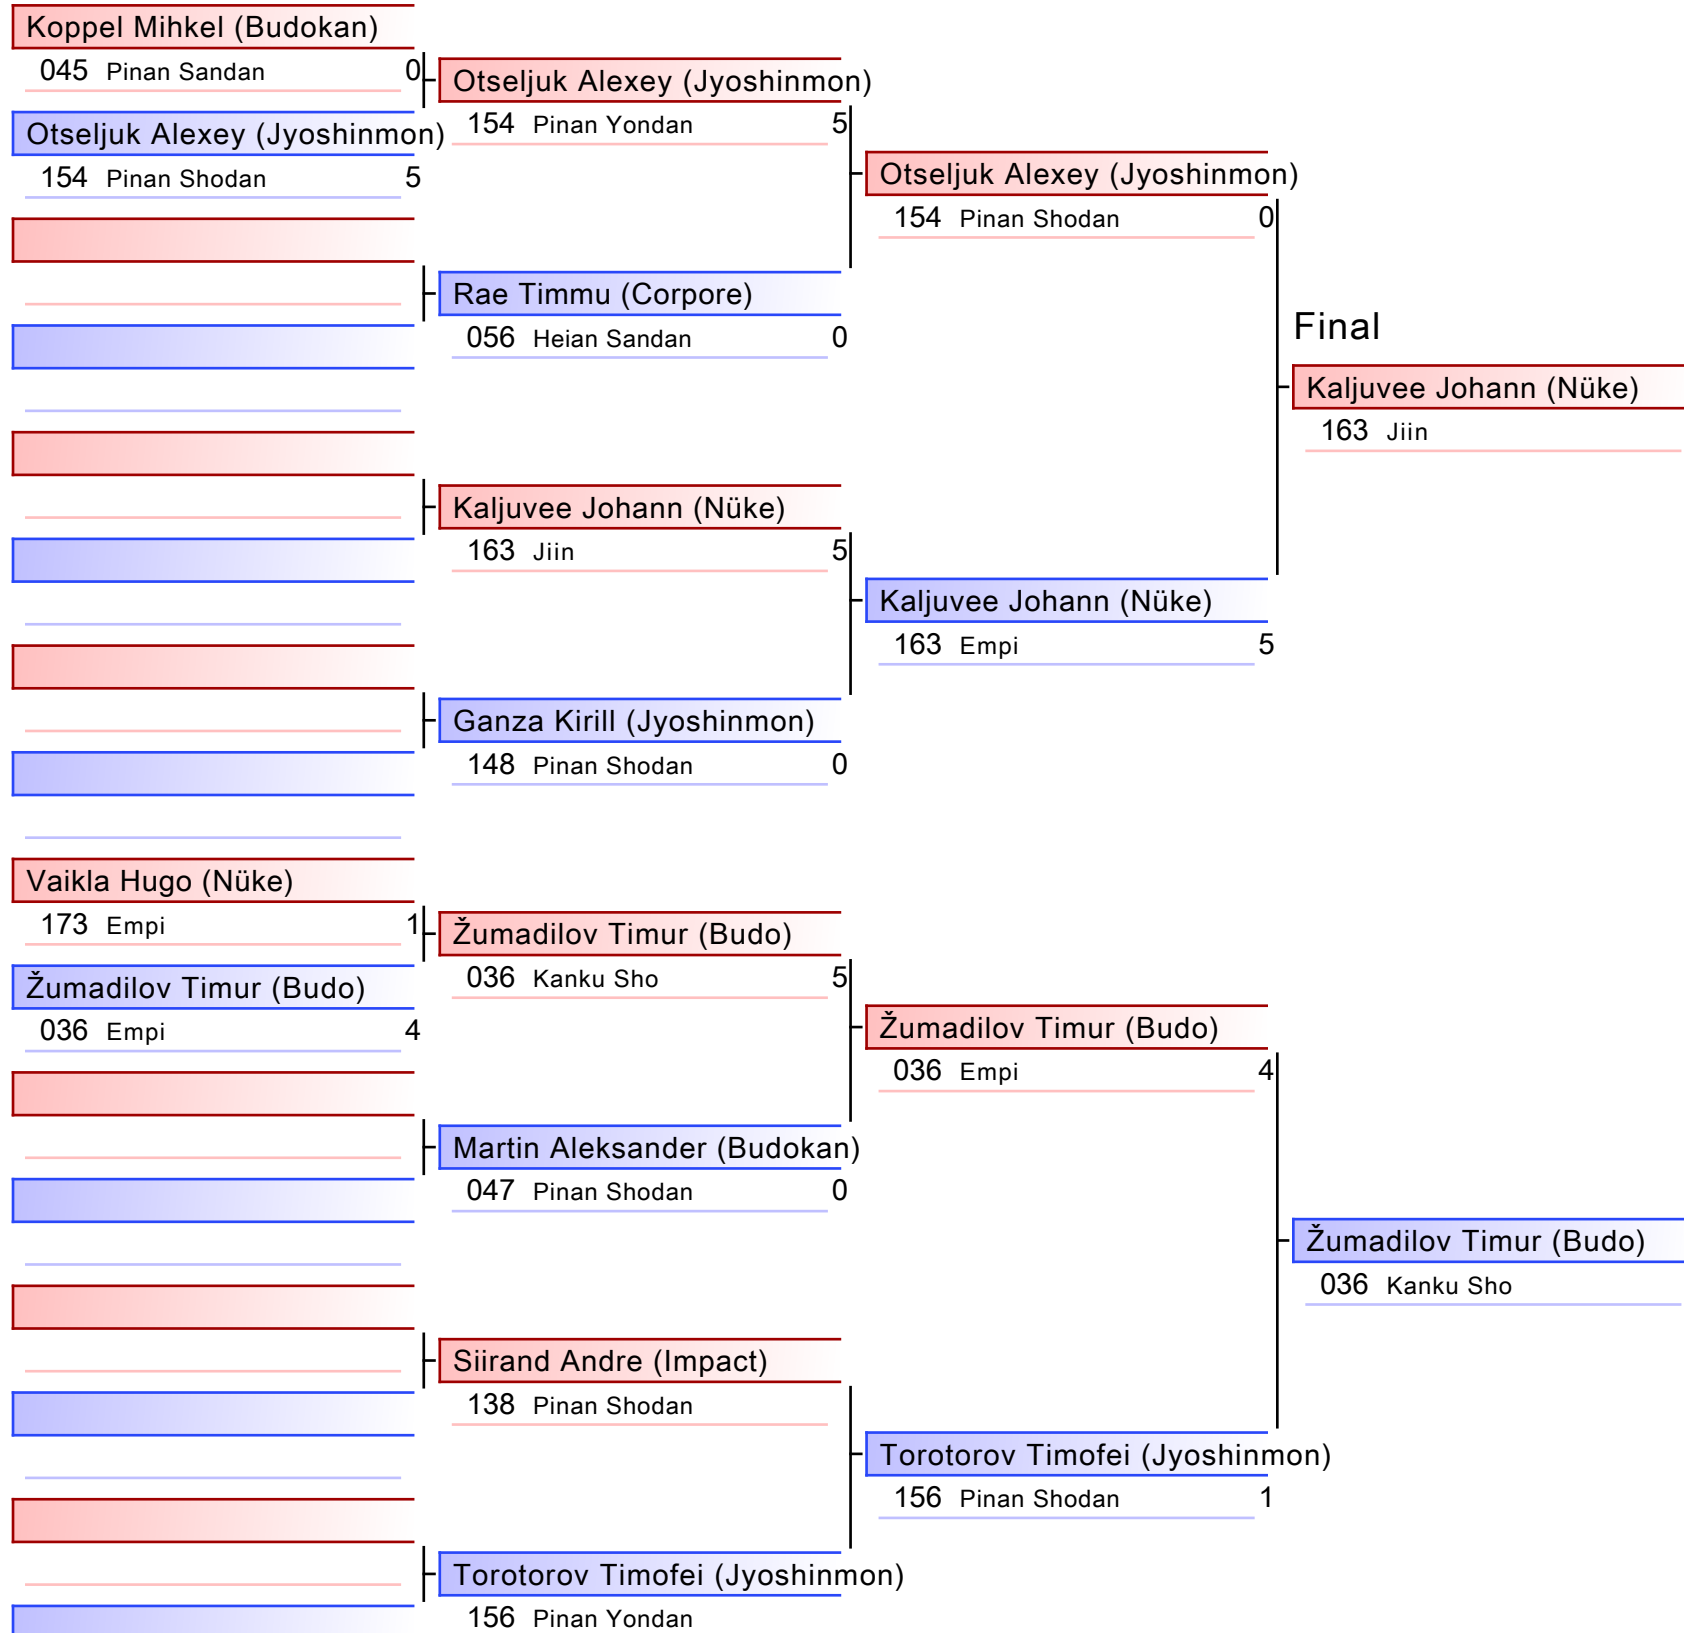 Koppel Mihkel (Budokan)
045 Pinan Sandan 0
Otseljuk Alexey (Jyoshinmon)
154 Pinan Shodan 5
Vaikla Hugo (Nüke)
173 Empi 1
Žumadilov Timur (Budo)
036 Empi 4
Otseljuk Alexey (Jyoshinmon)
154 Pinan Yondan 5
Rae Timmu (Corpore)
056 Heian Sandan 0
Kaljuvee Johann (Nüke)
163 Jiin 5
Ganza Kirill (Jyoshinmon)
148 Pinan Shodan 0
Žumadilov Timur (Budo)
036 Kanku Sho 5
Martin Aleksander (Budokan)
047 Pinan Shodan 0
Siirand Andre (Impact)
138 Pinan Shodan
Torotorov Timofei (Jyoshinmon)
156 Pinan Yondan
Otseljuk Alexey (Jyoshinmon)
154 Pinan Shodan 0
Kaljuvee Johann (Nüke)
163 Empi 5
Žumadilov Timur (Budo)
036 Empi 4
Torotorov Timofei (Jyoshinmon)
156 Pinan Shodan 1
Final
Kaljuvee Johann (Nüke)
163 Jiin
Žumadilov Timur (Budo)
036 Kanku Sho